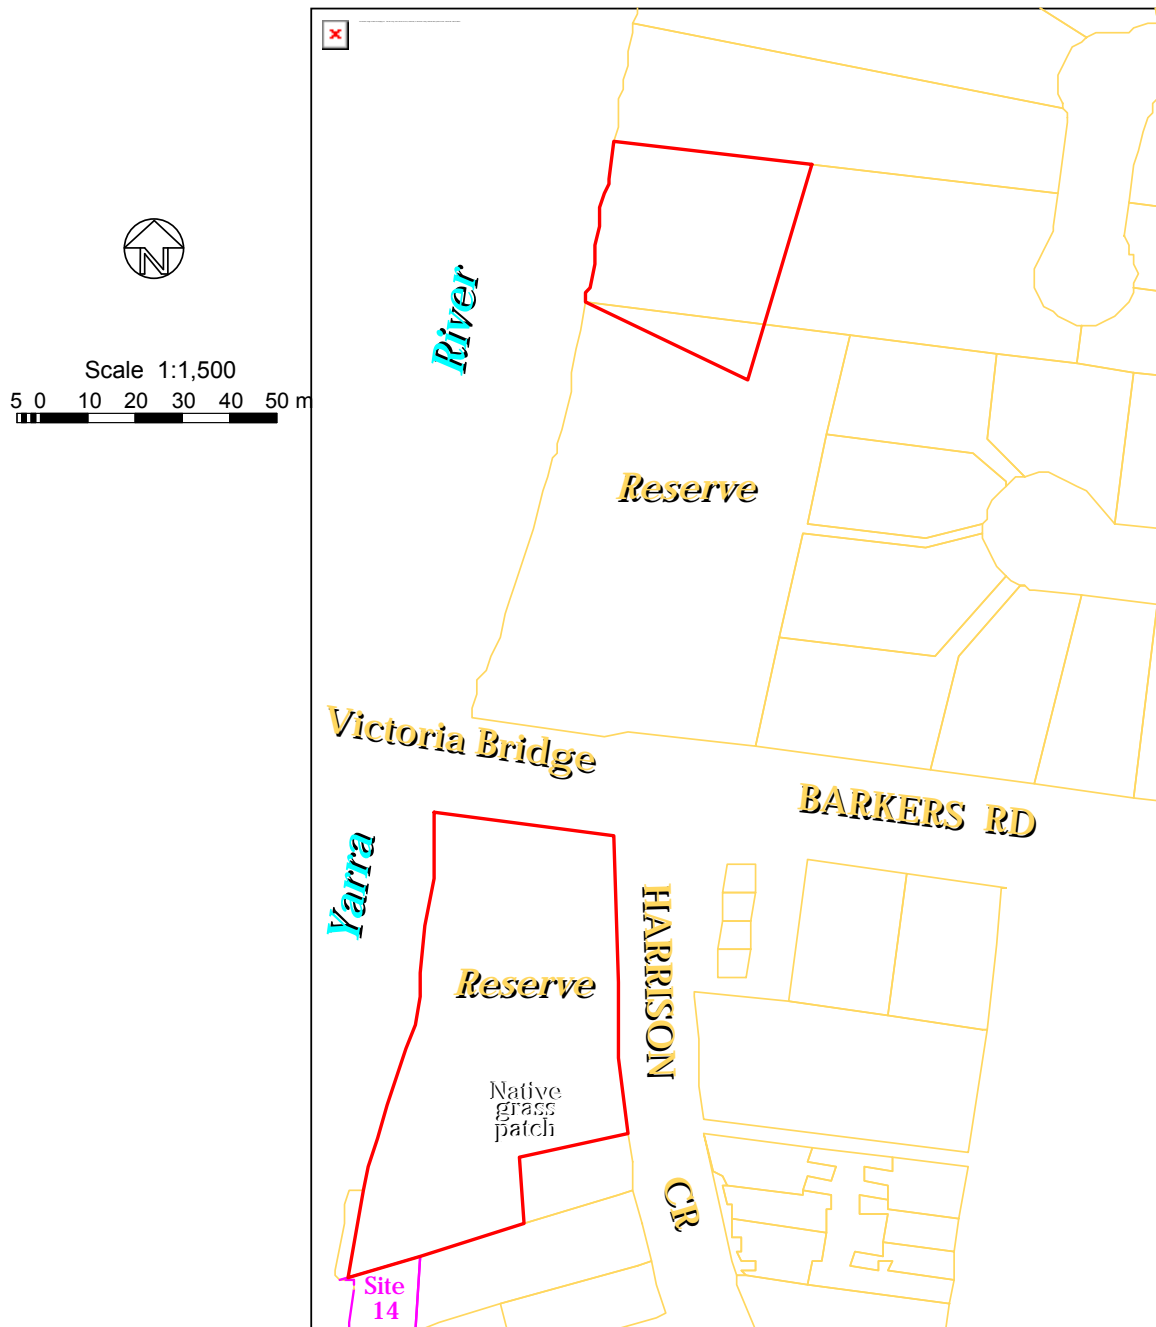 N
Scale 1:1,500
5 0 10 20 30 40 50 m
River
Reserve
Victoria Bridge
BARKERS RD
Yarra
HARRISON
Reserve
Native
grass
patch
CR
Site
14